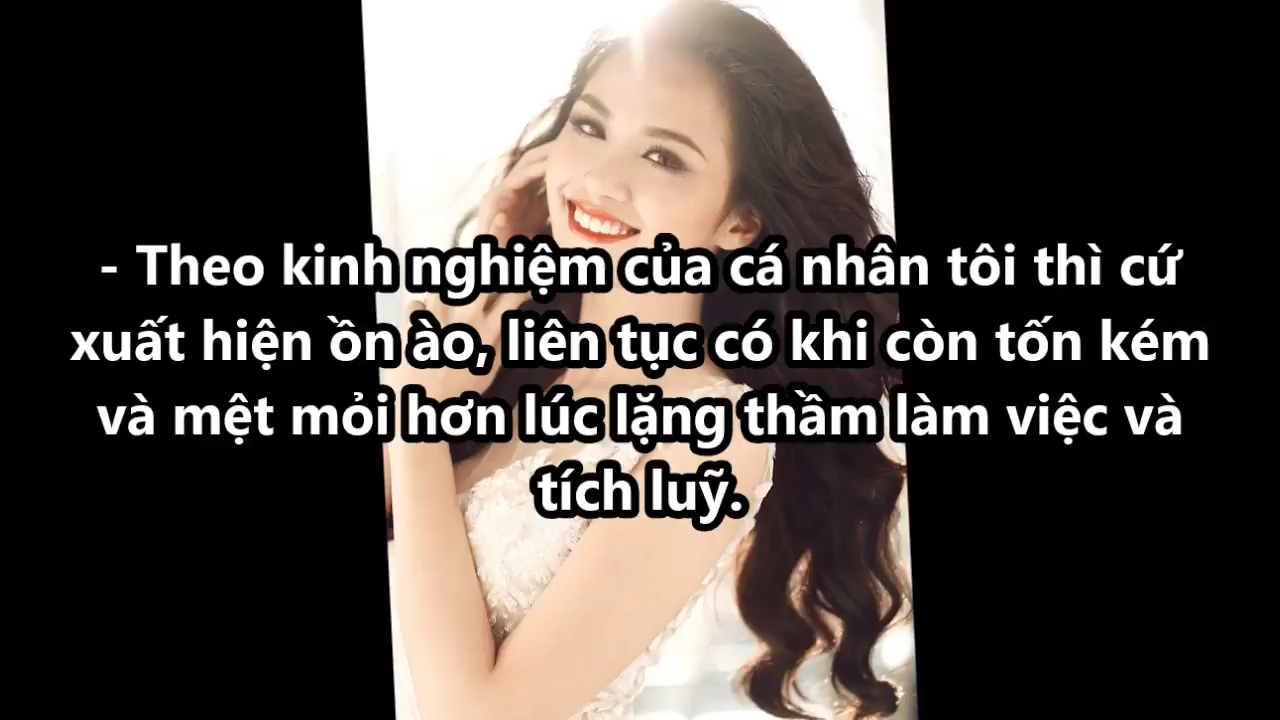 - Theo kinh nghiệm của cá nhân tôi thì cứ
xuất hiện ồn ào, liên tục có khi còn tốn kém
và mệt mỏi hơn lúc lặng thầm làm việc và
tích luỹ.